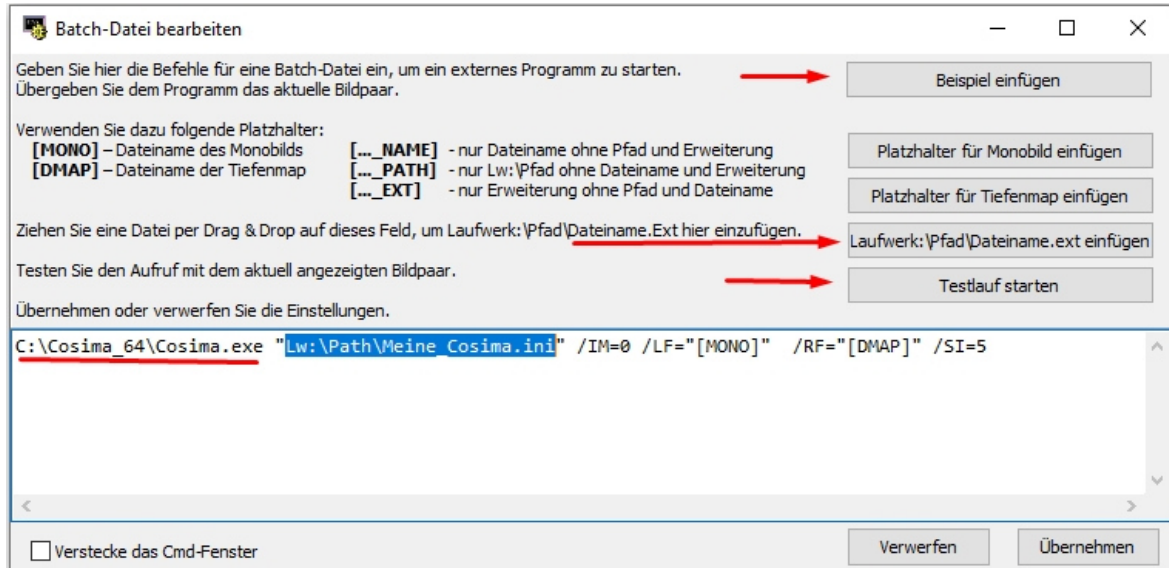 Batch-Datei bearbeiten
Geben Sie hier die Befehle für eine Batch-Datei ein, um ein externes Programm zu starten.
Übergeben Sie dem Programm das aktuelle Bildpaar.
Beispiel einfügen
Verwenden Sie dazu folgende Platzhalter:
[MONO] – Dateiname des Monobilds [..._NAME] - nur Dateiname ohne Pfad und Erweiterung
[DMAP] – Dateiname der Tiefenmap [..._PATH] - nur Lw:\Pfad ohne Dateiname und Erweiterung
[..._EXT] - nur Erweiterung ohne Pfad und Dateiname
Platzhalter für Monobild einfügen
Platzhalter für Tiefenmap einfügen
Ziehen Sie eine Datei per Drag & Drop auf dieses Feld, um Laufwerk:\Pfad\Dateiname.Ext hier einzufügen.
Laufwerk:\Pfad\Dateiname.ext einfügen
Testen Sie den Aufruf mit dem aktuell angezeigten Bildpaar.
Testlauf starten
Übernehmen oder verwerfen Sie die Einstellungen.
C:\Cosima_64\Cosima.exe "Lw:\Path\Meine_Cosima.ini" /IM=0 /LF="[MONO]" /RF="[DMAP]" /SI=5
Verstecke das Cmd-Fenster
Verwerfen
Übernehmen